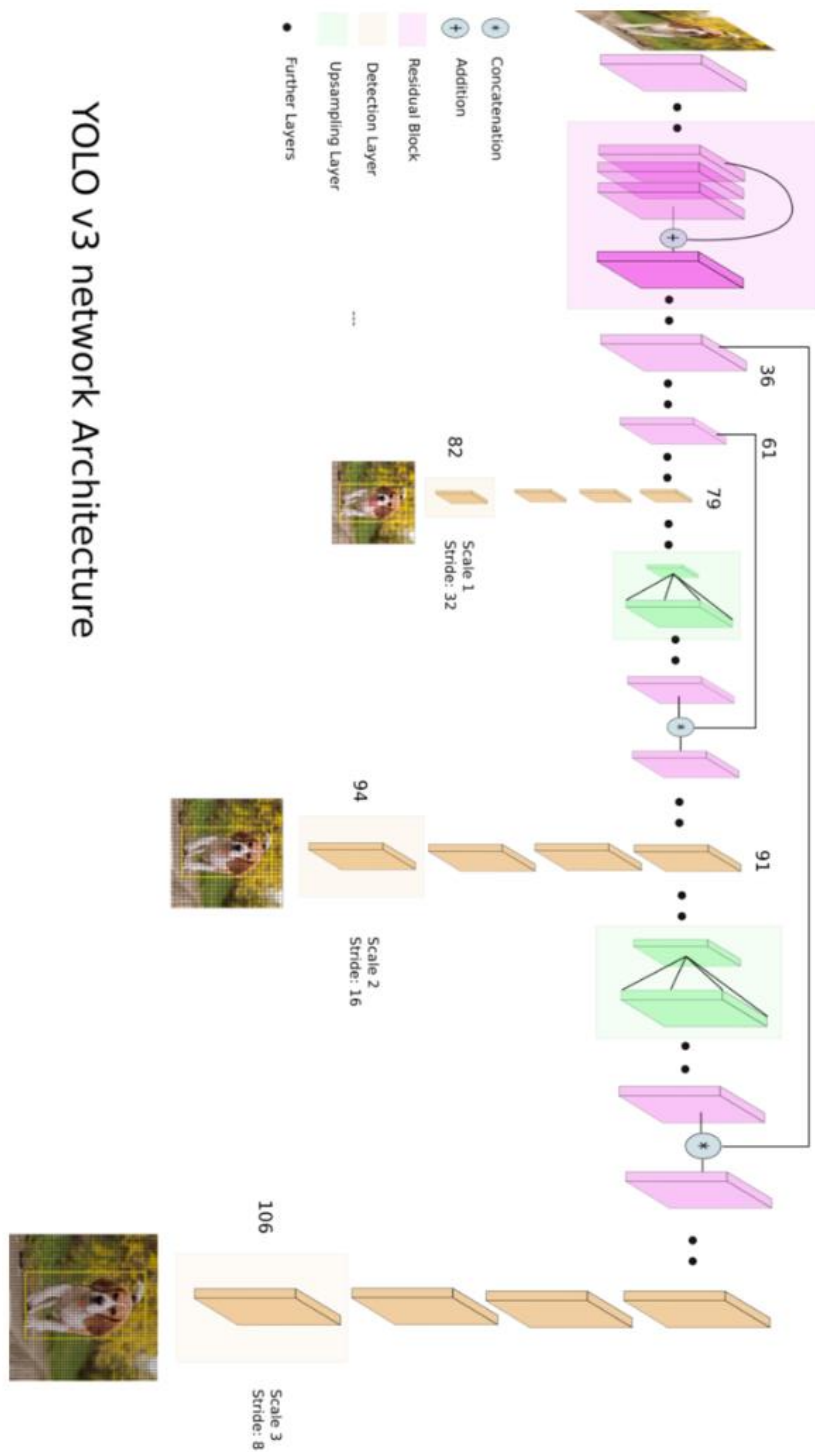 36
61
79
91
82
Scale 1
Stride: 32
94
Scale 2
Stride: 16
106
Scale 3
Stride: 8
* Concatenation
+ Addition
Residual Block
Detection Layer
Upsampling Layer
Further Layers
+
*
*
...
YOLO v3 network Architecture